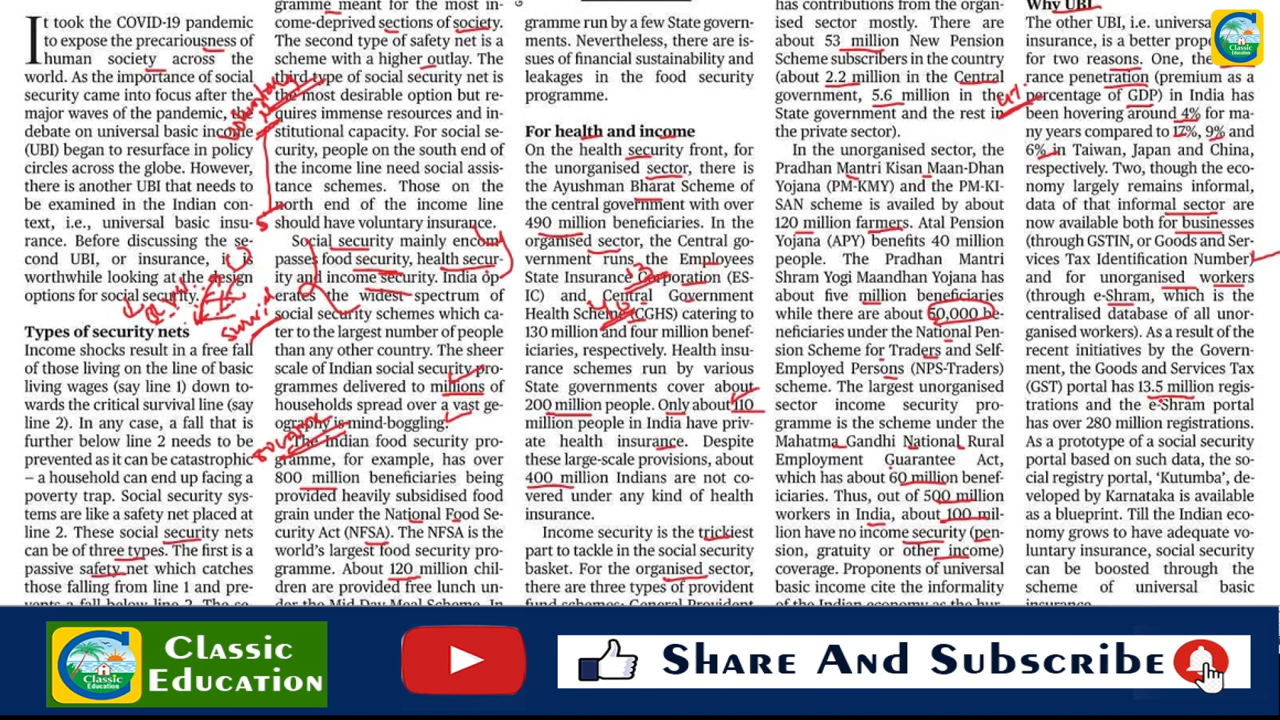 It took the COVID-19 pandemic
to expose the precariousness of
human society across the
world. As the importance of social
security came into focus after the
major waves of the pandemic, the
debate on universal basic income
(UBI) began to resurface in policy
circles across the globe. However,
there is another UBI that needs to
be examined in the Indian con-
text, i.e., universal basic insu-
rance. Before discussing the se-
cond UBI, or insurance, it is
worthwhile looking at the design
options for social security.
Types of security nets
Income shocks result in a free fall
of those living on the line of basic
living wages (say line 1) down to-
wards the critical survival line (say
line 2). In any case, a fall that is
further below line 2 needs to be
prevented as it can be catastrophic
– a household can end up facing a
poverty trap. Social security sys-
tems are like a safety net placed at
line 2. These social security nets
can be of three types. The first is a
passive safety net which catches
those falling from line 1 and pre-
vents a fall below line 2. The se-
gramme meant for the most in-
come-deprived sections of society.
The second type of safety net is a
scheme with a higher outlay. The
third type of social security net is
the most desirable option but re-
quires immense resources and in-
stitutional capacity. For social se-
curity, people on the south end of
the income line need social assis-
tance schemes. Those on the
north end of the income line
should have voluntary insurance.
Social security mainly encom-
passes food security, health secur-
ity and income security. India op-
erates the widest spectrum of
social security schemes which ca-
ter to the largest number of people
than any other country. The sheer
scale of Indian social security pro-
grammes delivered to millions of
households spread over a vast ge-
ography is mind-boggling.
The Indian food security pro-
gramme, for example, has over
800 million beneficiaries being
provided heavily subsidised food
grain under the National Food Se-
curity Act (NFSA). The NFSA is the
world's largest food security pro-
gramme. About 120 million chil-
dren are provided free lunch un-
der the Mid Day Meal Scheme. In
gramme run by a few State govern-
ments. Nevertheless, there are is-
sues of financial sustainability and
leakages in the food security
programme.
For health and income
On the health security front, for
the unorganised sector, there is
the Ayushman Bharat Scheme of
the central government with over
490 million beneficiaries. In the
organised sector, the Central go-
vernment runs the Employees
State Insurance Corporation (ES-
IC) and Central Government
Health Scheme (CGHS) catering to
130 million and four million benef-
iciaries, respectively. Health insu-
rance schemes run by various
State governments cover about
200 million people. Only about 110
million people in India have priv-
ate health insurance. Despite
these large-scale provisions, about
400 million Indians are not co-
vered under any kind of health
insurance.
Income security is the trickiest
part to tackle in the social security
basket. For the organised sector,
there are three types of provident
fund schemes: General Provident
has contributions from the organ-
ised sector mostly. There are
about 53 million New Pension
Scheme subscribers in the country
(about 2.2 million in the Central
government, 5.6 million in the
State government and the rest in
the private sector).
In the unorganised sector, the
Pradhan Mantri Kisan Maan-Dhan
Yojana (PM-KMY) and the PM-KI-
SAN scheme is availed by about
120 million farmers. Atal Pension
Yojana (APY) benefits 40 million
people. The Pradhan Mantri
Shram Yogi Maandhan Yojana has
about five million beneficiaries
while there are about 50,000 be-
neficiaries under the National Pen-
sion Scheme for Traders and Self-
Employed Persons (NPS-Traders)
scheme. The largest unorganised
sector income security pro-
gramme is the scheme under the
Mahatma Gandhi National Rural
Employment Guarantee Act,
which has about 60 million benef-
iciaries. Thus, out of 500 million
workers in India, about 100 mil-
lion have no income security (pen-
sion, gratuity or other income)
coverage. Proponents of universal
basic income cite the informality
of the Indian economy as the hur-
Why UBI
The other UBI, i.e. universal
insurance, is a better
for two reasons. One, the
rance penetration (premium as a
percentage of GDP) in India has
been hovering around 4% for ma-
ny years compared to 17%, 9% and
6% in Taiwan, Japan and China,
respectively. Two, though the eco-
nomy largely remains informal,
data of that informal sector are
now available both for businesses
(through GSTIN, or Goods and Ser-
vices Tax Identification Number)
and for unorganised workers
(through e-Shram, which is the
centralised database of all unor-
ganised workers). As a result of the
recent initiatives by the Govern-
ment, the Goods and Services Tax
(GST) portal has 13.5 million regis-
trations and the e-Shram portal
has over 280 million registrations.
As a prototype of a social security
portal based on such data, the so-
cial registry portal, 'Kutumba', de-
veloped by Karnataka is available
as a blueprint. Till the Indian eco-
nomy grows to have adequate vo-
luntary insurance, social security
can be boosted through the
scheme of universal basic
insurance.
Classic
Education
Classic
Education
Classic
Education
Share And Subscribe